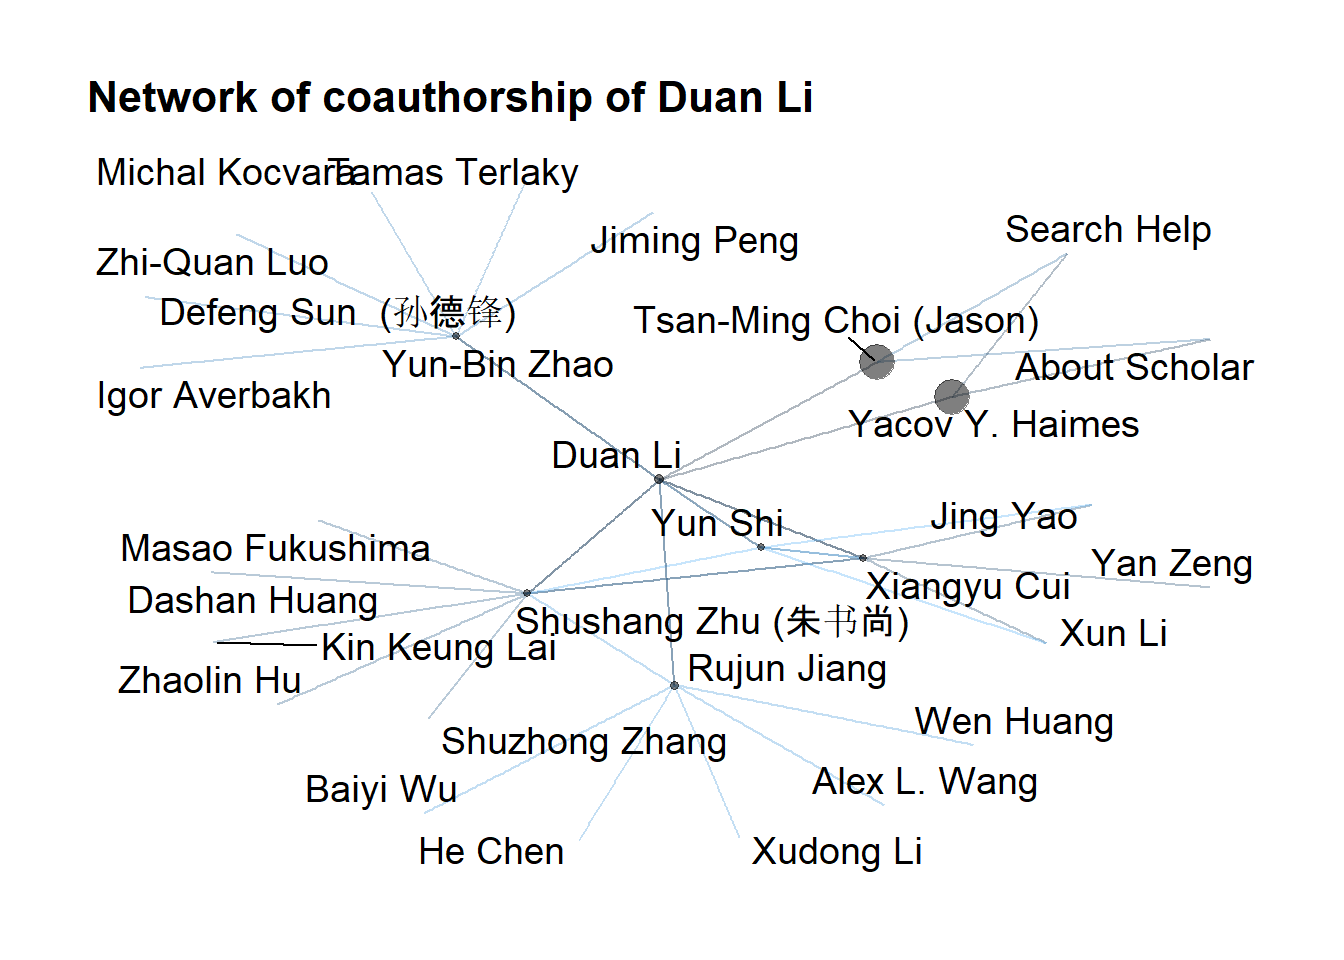 Network of coauthorship of Duan Li
Michal Kocvara
Tamas Terlaky
Search Help
Jiming Peng
Zhi-Quan Luo
Defeng Sun  (孙德锋)
Tsan-Ming Choi (Jason)
Yun-Bin Zhao
About Scholar
Igor Averbakh
Yacov Y. Haimes
Duan Li
Yun Shi
Jing Yao
Masao Fukushima
Yan Zeng
Xiangyu Cui
Dashan Huang
Shushang Zhu (朱书尚)
Xun Li
Kin Keung Lai
Rujun Jiang
Zhaolin Hu
Wen Huang
Shuzhong Zhang
Alex L. Wang
Baiyi Wu
He Chen
Xudong Li